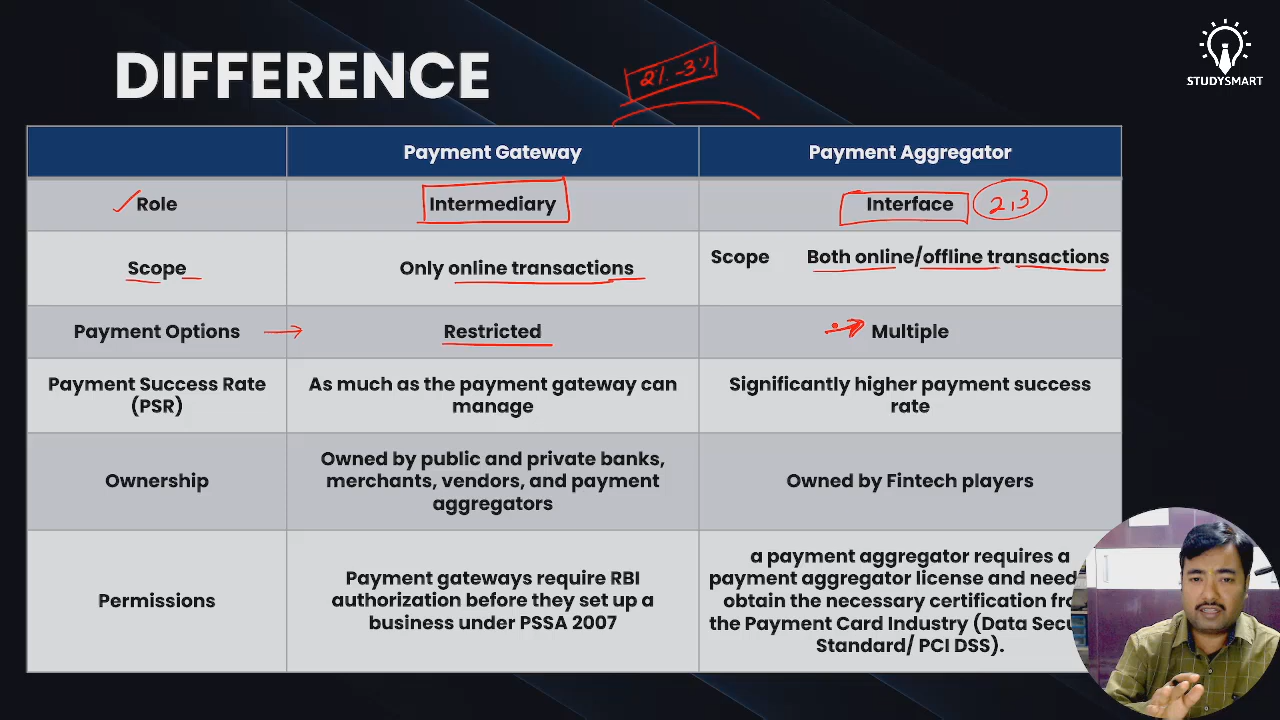 DIFFERENCE
2%-3%
STUDYSMART
Payment Gateway
Payment Aggregator
Role
Intermediary
Interface
2,3
Scope
Only online transactions
Scope
Both online/offline transactions
Payment Options
Restricted
Multiple
Payment Success Rate
(PSR)
As much as the payment gateway can
manage
Significantly higher payment success
rate
Ownership
Owned by public and private banks,
merchants, vendors, and payment
aggregators
Owned by Fintech players
Permissions
Payment gateways require RBI
authorization before they set up a
business under PSSA 2007
a payment aggregator requires a
payment aggregator license and need
obtain the necessary certification
the Payment Card Industry (Data
Standard/ PCI DSS).